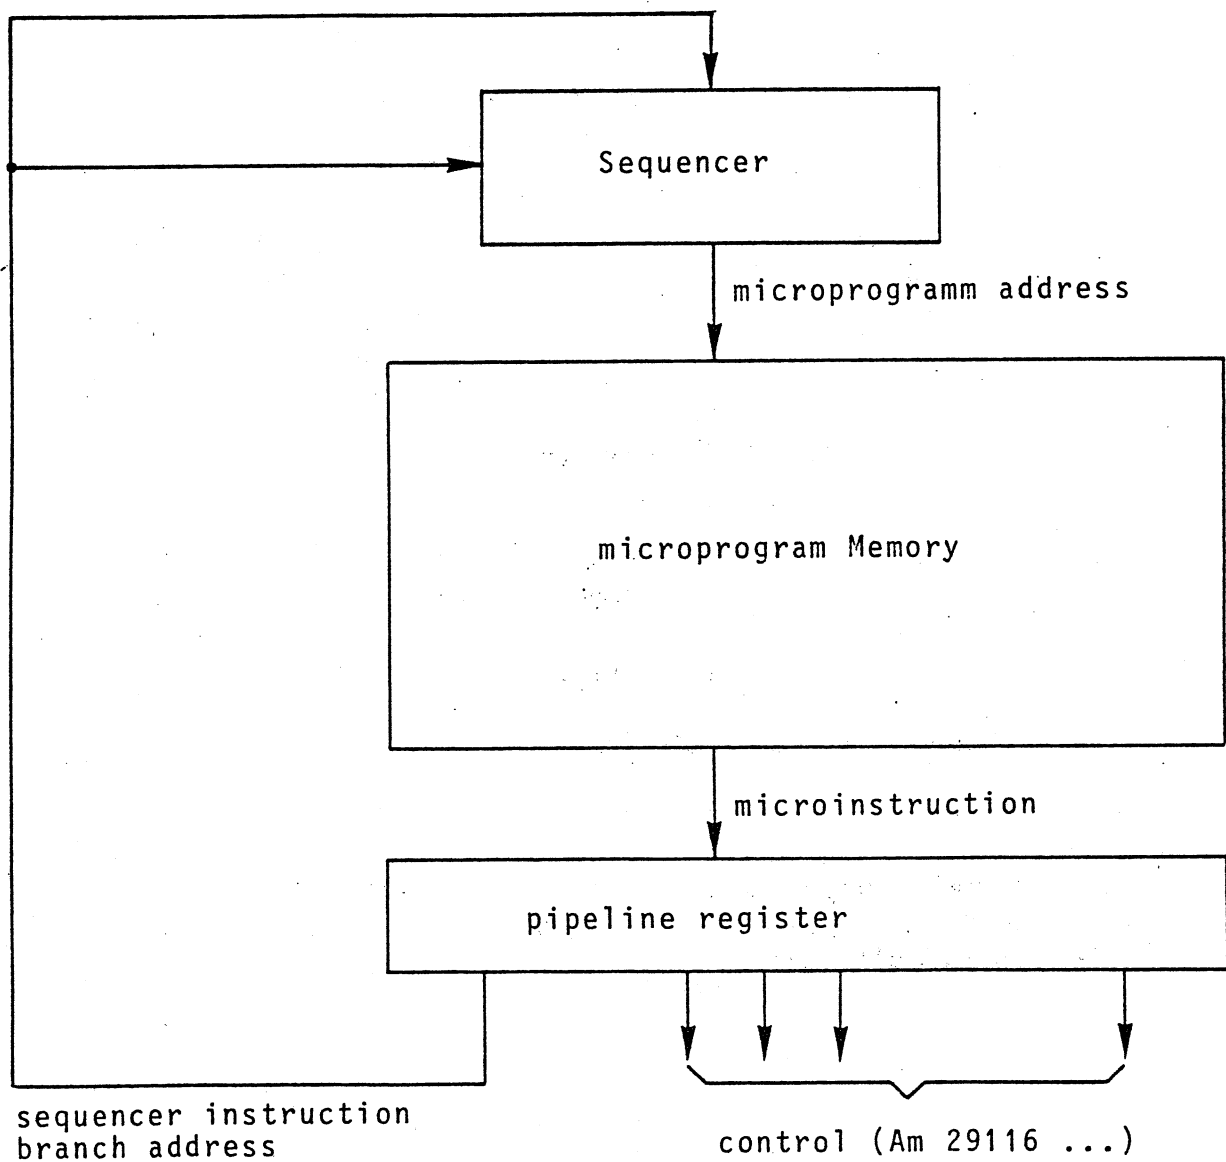 Sequencer
microprogramm address
microprogram Memory
microinstruction
pipeline register
sequencer instruction
branch address
control (Am 29116 ...)